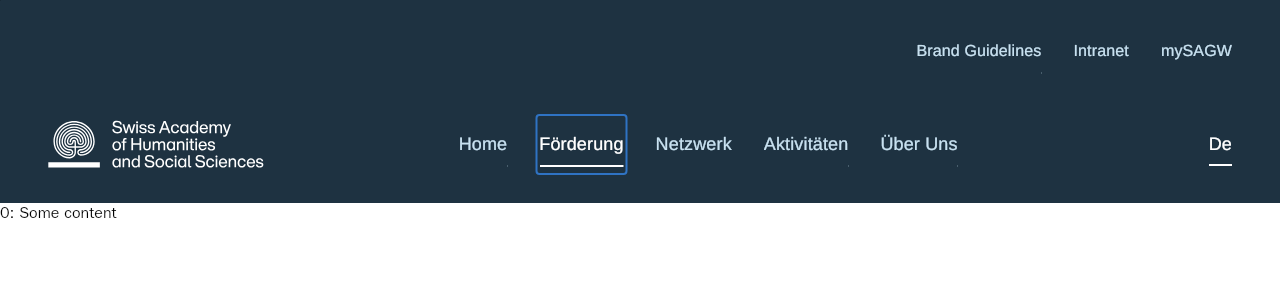 Brand Guidelines Intranet mySAGW
Swiss Academy
of Humanities
and Social Sciences
Home Förderung Netzwerk Aktivitäten Über Uns De
0: Some content